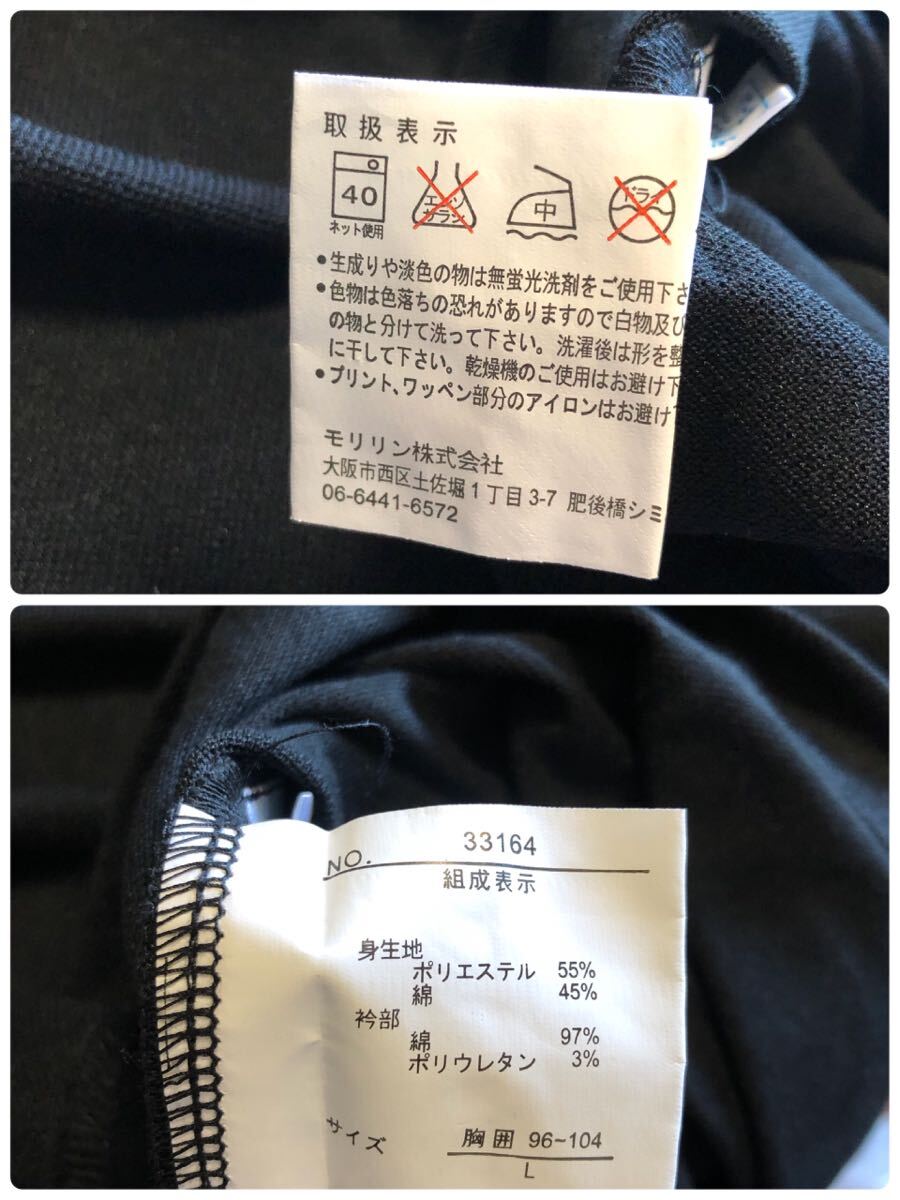 取扱表示
40
エンソ
サラシ
中
ドライ
ネット使用
●生成りや淡色の物は無蛍光洗剤をご使用下さ
●色物は色落ちの恐れがありますので白物及び
の物と分けて洗って下さい。洗濯後は形を整
に干して下さい。乾燥機のご使用はお避け下
●プリント、ワッペン部分のアイロンはお避け下
モリリン株式会社
大阪市西区土佐堀1丁目3-7 肥後橋シミ
06-6441-6572
NO. 33164
組成表示
身生地
ポリエステル 55%
綿 45%
衿部
綿 97%
ポリウレタン 3%
サイズ 胸囲 96~104
L